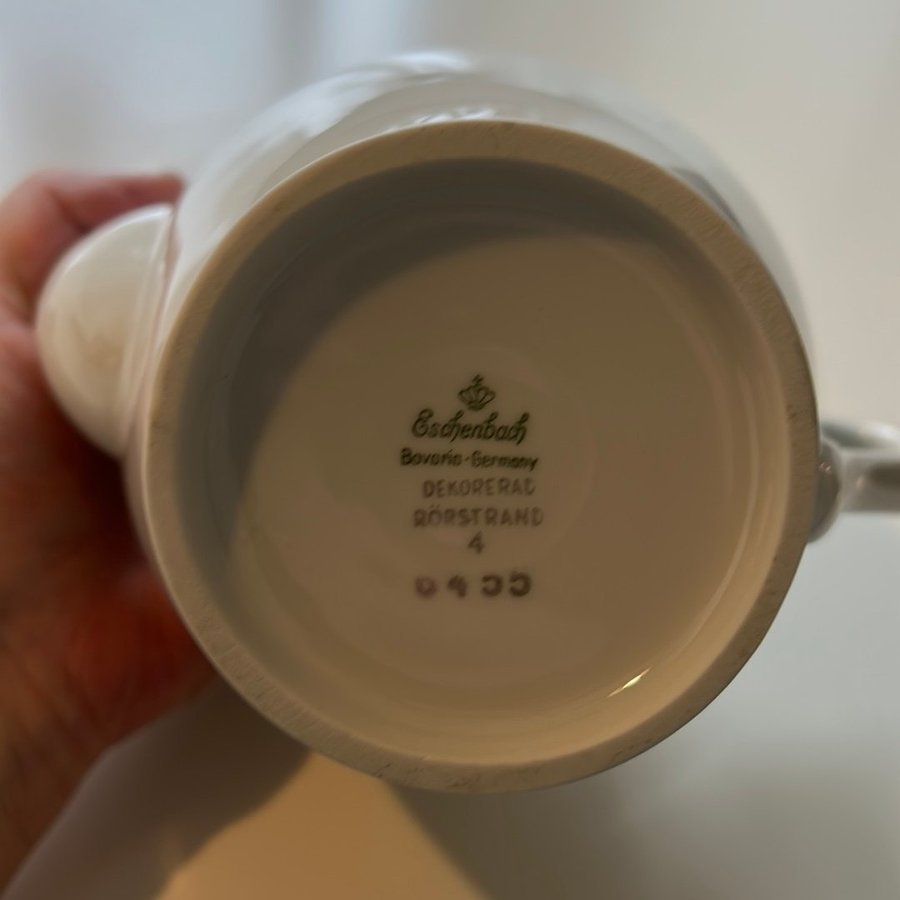 Eschenbach
Bavaria-Germany
DEKORERAD
RÖRSTRAND
4